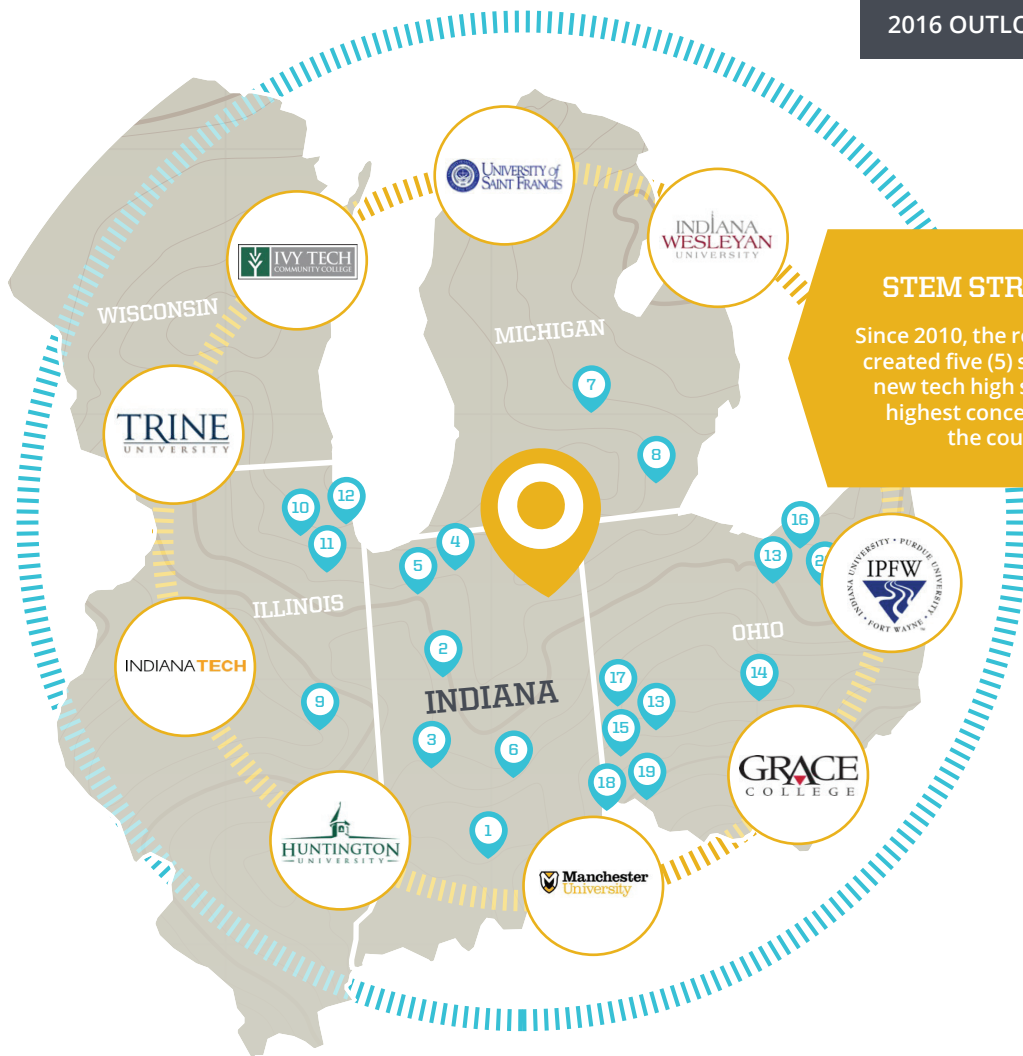 2016 OUTLO
UNIVERSITY of
SAINT FRANCIS
INDIANA
WESLEYAN
UNIVERSITY
IVY TECH
COMMUNITY COLLEGE
STEM STR
Since 2010, the re
created five (5) s
new tech high s
highest conce
the cou
WISCONSIN
MICHIGAN
7
TRINE
UNIVERSITY
8
12
10
16
11
4
13
2
5
INDIANA UNIVERSITY • PURDUE UNIVERSITY • FORT WAYNE
IPFW
ILLINOIS
OHIO
2
INDIANA TECH
17
14
INDIANA
9
13
15
3
6
19
18
GRACE
COLLEGE
1
HUNTINGTON
UNIVERSITY
Manchester
University